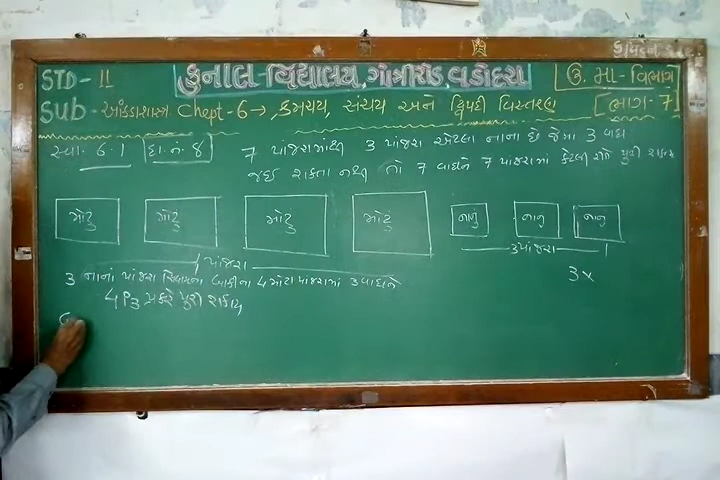 STD - 11
કુનાલ - વિદ્યાલય, ગોત્રીરોડ, વડોદરા
ઉ. મા - વિભાગ
SUb - આંકડાશાસ્ત્ર Chept - 6 → ક્રમચય, સંચય અને દ્વિપદી વિસ્તરણ
[ભાગ - 7]
સ્વા. 6.1 દા.નં. 8
7 પાંજરામાંથી 3 પાંજરા એટલા નાના છે જેમાં 3 વાઘ
જઈ શકતા નથી તો 7 વાઘને 7 પાંજરામાં કેટલી રીતે પુરી શકાય
મોટુ મોટુ મોટુ મોટુ નાનું નાનુ નાનુ
4 પાંજરા
3 પાંજરા
3 નાનાં પાંજરા સિવાયના બાકીના 4 મોટા પાંજરામાં 3 વાઘને
3x
4P3 પ્રકારે પુરી શકાય